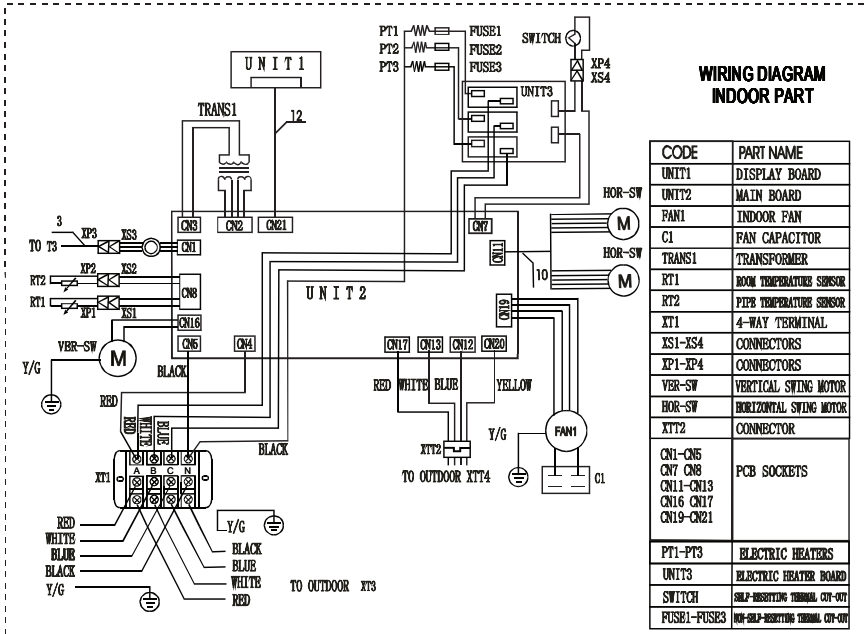 WIRING DIAGRAM
INDOOR PART
PT1
FUSE1
PT2
FUSE2
PT3
FUSE3
SWITCH
XP4
XS4
UNIT1
UNIT3
TRANS1
12
CN3
CN2
CN21
CN7
HOR-SW
M
HOR-SW
M
3
TO T3
XP3
XS3
CN1
CN11
10
RT2
XP2
XS2
CN8
UNIT2
RT1
XP1
XS1
CN19
CN16
VER-SW
M
CN5
CN4
CN17
CN13
CN12
CN20
Y/G
BLACK
RED
WHITE
BLUE
YELLOW
RED
RED
WHITE
BLUE
BLACK
Y/G
FAN1
XTT2
TO OUTDOOR XTT4
C1
XT1
A
B
C
N
RED
WHITE
BLUE
BLACK
Y/G
Y/G
BLACK
BLUE
WHITE
RED
TO OUTDOOR XT3
CODE PART NAME
UNIT1 DISPLAY BOARD
UNIT2 MAIN BOARD
FAN1 INDOOR FAN
C1 FAN CAPACITOR
TRANS1 TRANSFORMER
RT1 ROOM TEMPERATURE SENSOR
RT2 PIPE TEMPERATURE SENSOR
XT1 4-WAY TERMINAL
XS1-XS4 CONNECTORS
XP1-XP4 CONNECTORS
VER-SW VERTICAL SWING MOTOR
HOR-SW HORIZONTAL SWING MOTOR
XTT2 CONNECTOR
CN1-CN5
CN7 CN8
CN11-CN13
CN16 CN17
CN19-CN21
PCB SOCKETS
PT1-PT3 ELECTRIC HEATERS
UNIT3 ELECTRIC HEATER BOARD
SWITCH SELF-RESETTING THERMAL CUT-OUT
FUSE1-FUSE3 NON-SELF-RESETTING THERMAL CUT-OUT